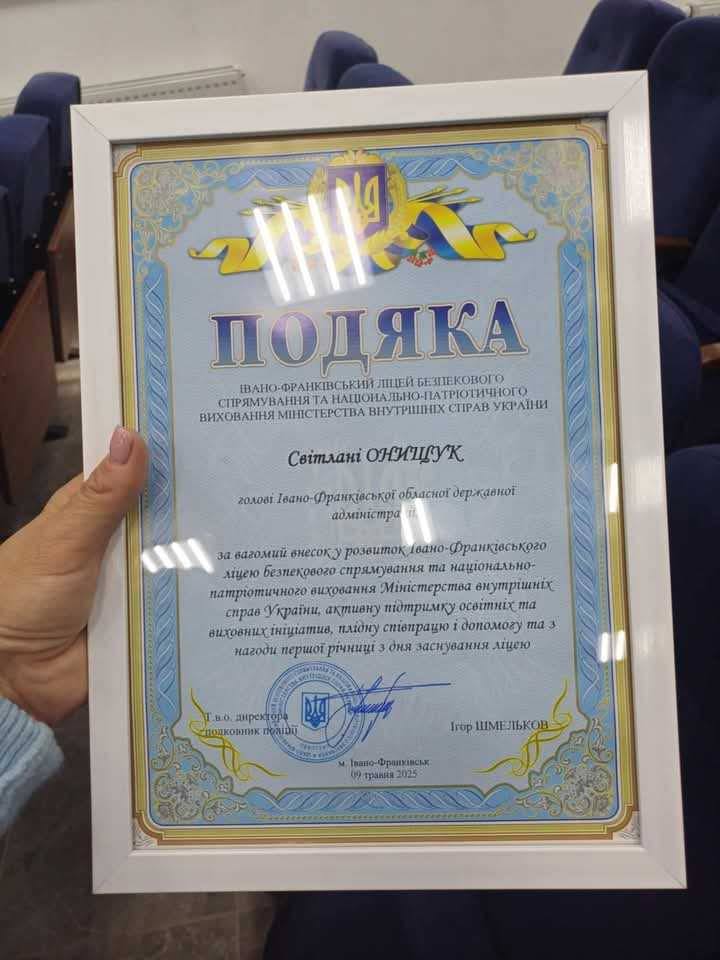 ПОДЯКА
ІВАНО-ФРАНКІВСЬКИЙ ЛІЦЕЙ БЕЗПЕКОВОГО
СПРЯМУВАННЯ ТА НАЦІОНАЛЬНО-ПАТРІОТИЧНОГО
ВИХОВАННЯ МІНІСТЕРСТВА ВНУТРІШНІХ СПРАВ УКРАЇНИ
Світлані ОНИЩУК
голові Івано-Франківської обласної державної
адміністрації
за вагомий внесок у розвиток Івано-Франківського
ліцею безпекового спрямування та національно-
патріотичного виховання Міністерства внутрішніх
справ України, активну підтримку освітніх та
виховних ініціатив, плідну співпрацю і допомогу та з
нагоди першої річниці з дня заснування ліцею
Т.в.о. директора
полковник поліції
Ігор ШМЕЛЬКОВ
м. Івано-Франківськ
09 травня 2025